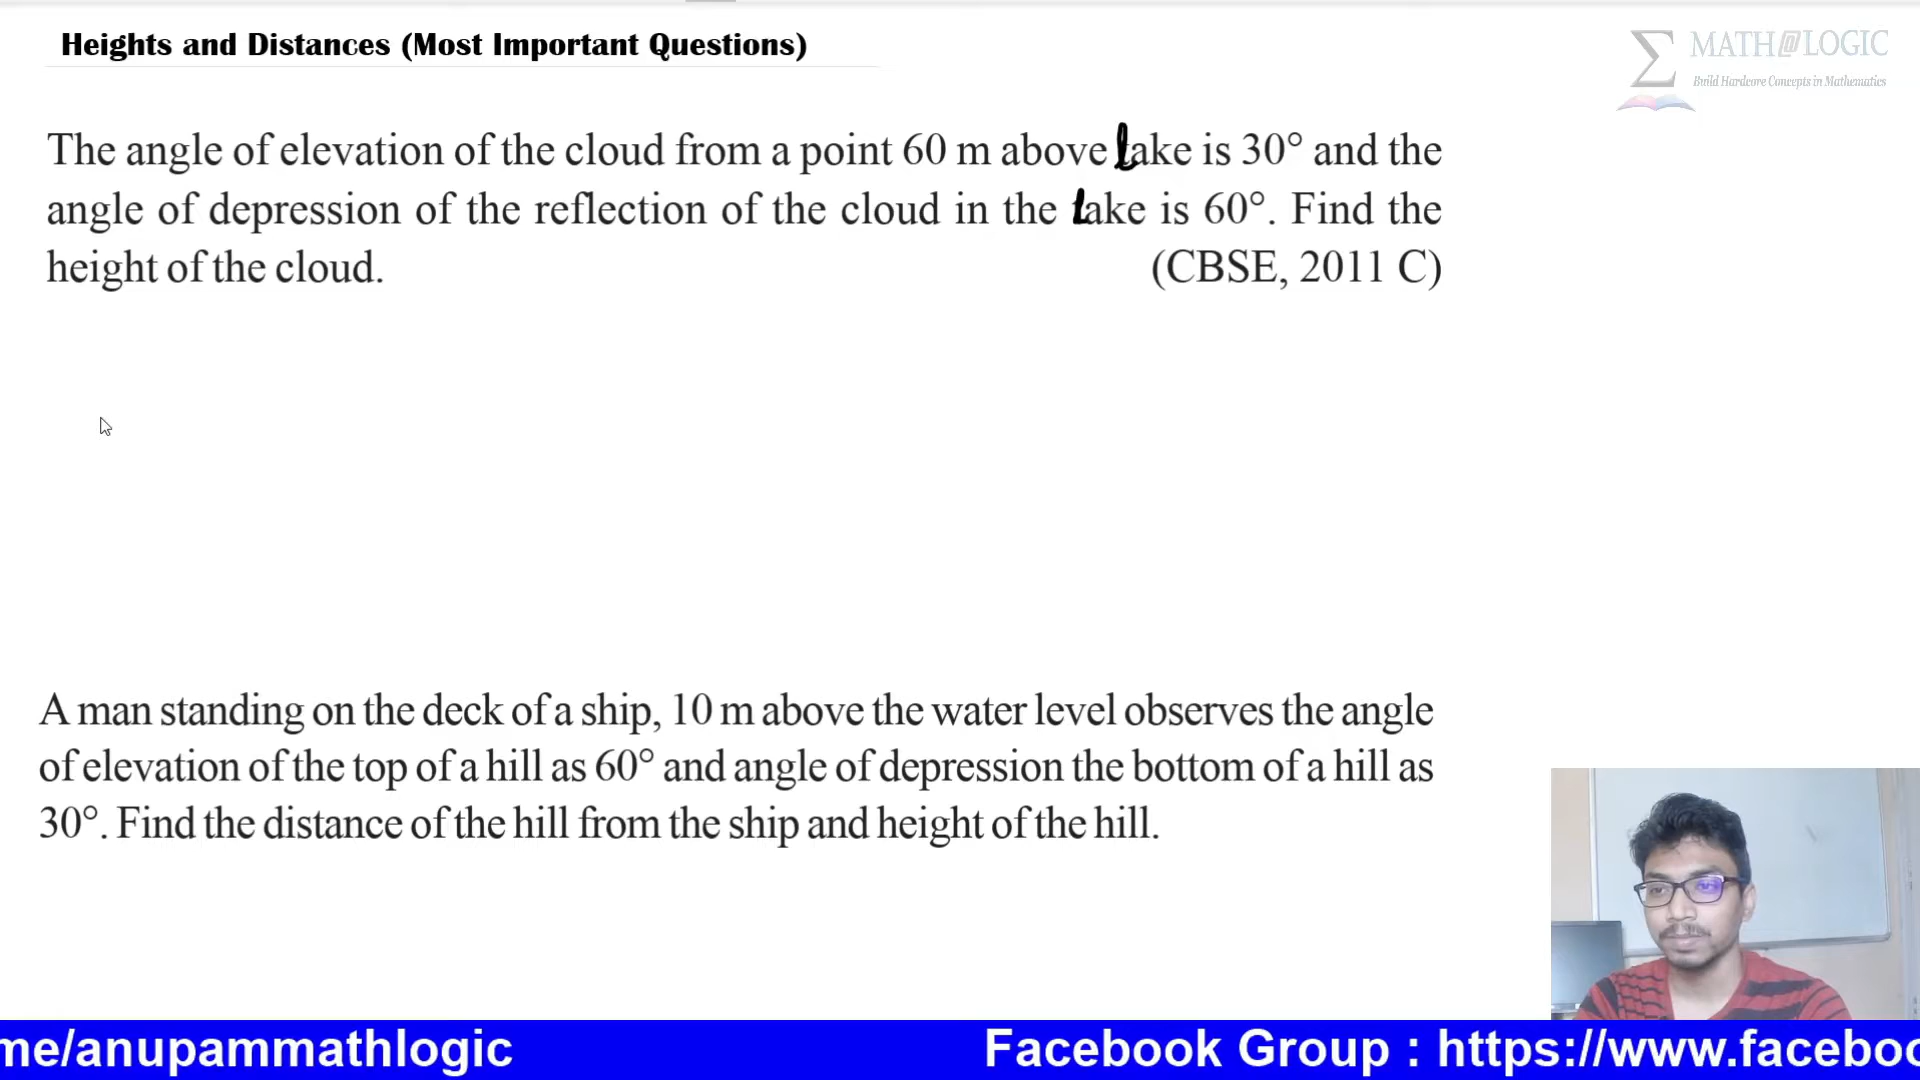 Heights and Distances (Most Important Questions)
MATH@LOGIC
Build Hardcore Concepts in Mathematics
The angle of elevation of the cloud from a point 60 m above lake is 30° and the
angle of depression of the reflection of the cloud in the lake is 60°. Find the
height of the cloud. (CBSE, 2011 C)
A man standing on the deck of a ship, 10 m above the water level observes the angle
of elevation of the top of a hill as 60° and angle of depression the bottom of a hill as
30°. Find the distance of the hill from the ship and height of the hill.
me/anupammathlogic Facebook Group : https://www.faceboo